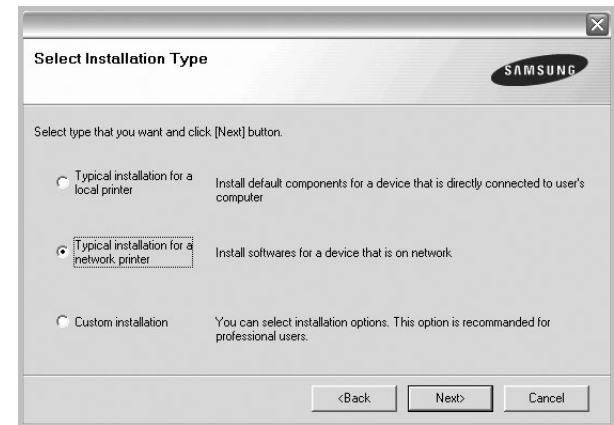 Select Installation Type
SAMSUNG
Select type that you want and click [Next] button.
Typical installation for a
local printer
Install default components for a device that is directly connected to user's
computer
Typical installation for a
network printer
Install softwares for a device that is on network
Custom installation
You can select installation options. This option is recommanded for
professional users.
<Back
Next>
Cancel